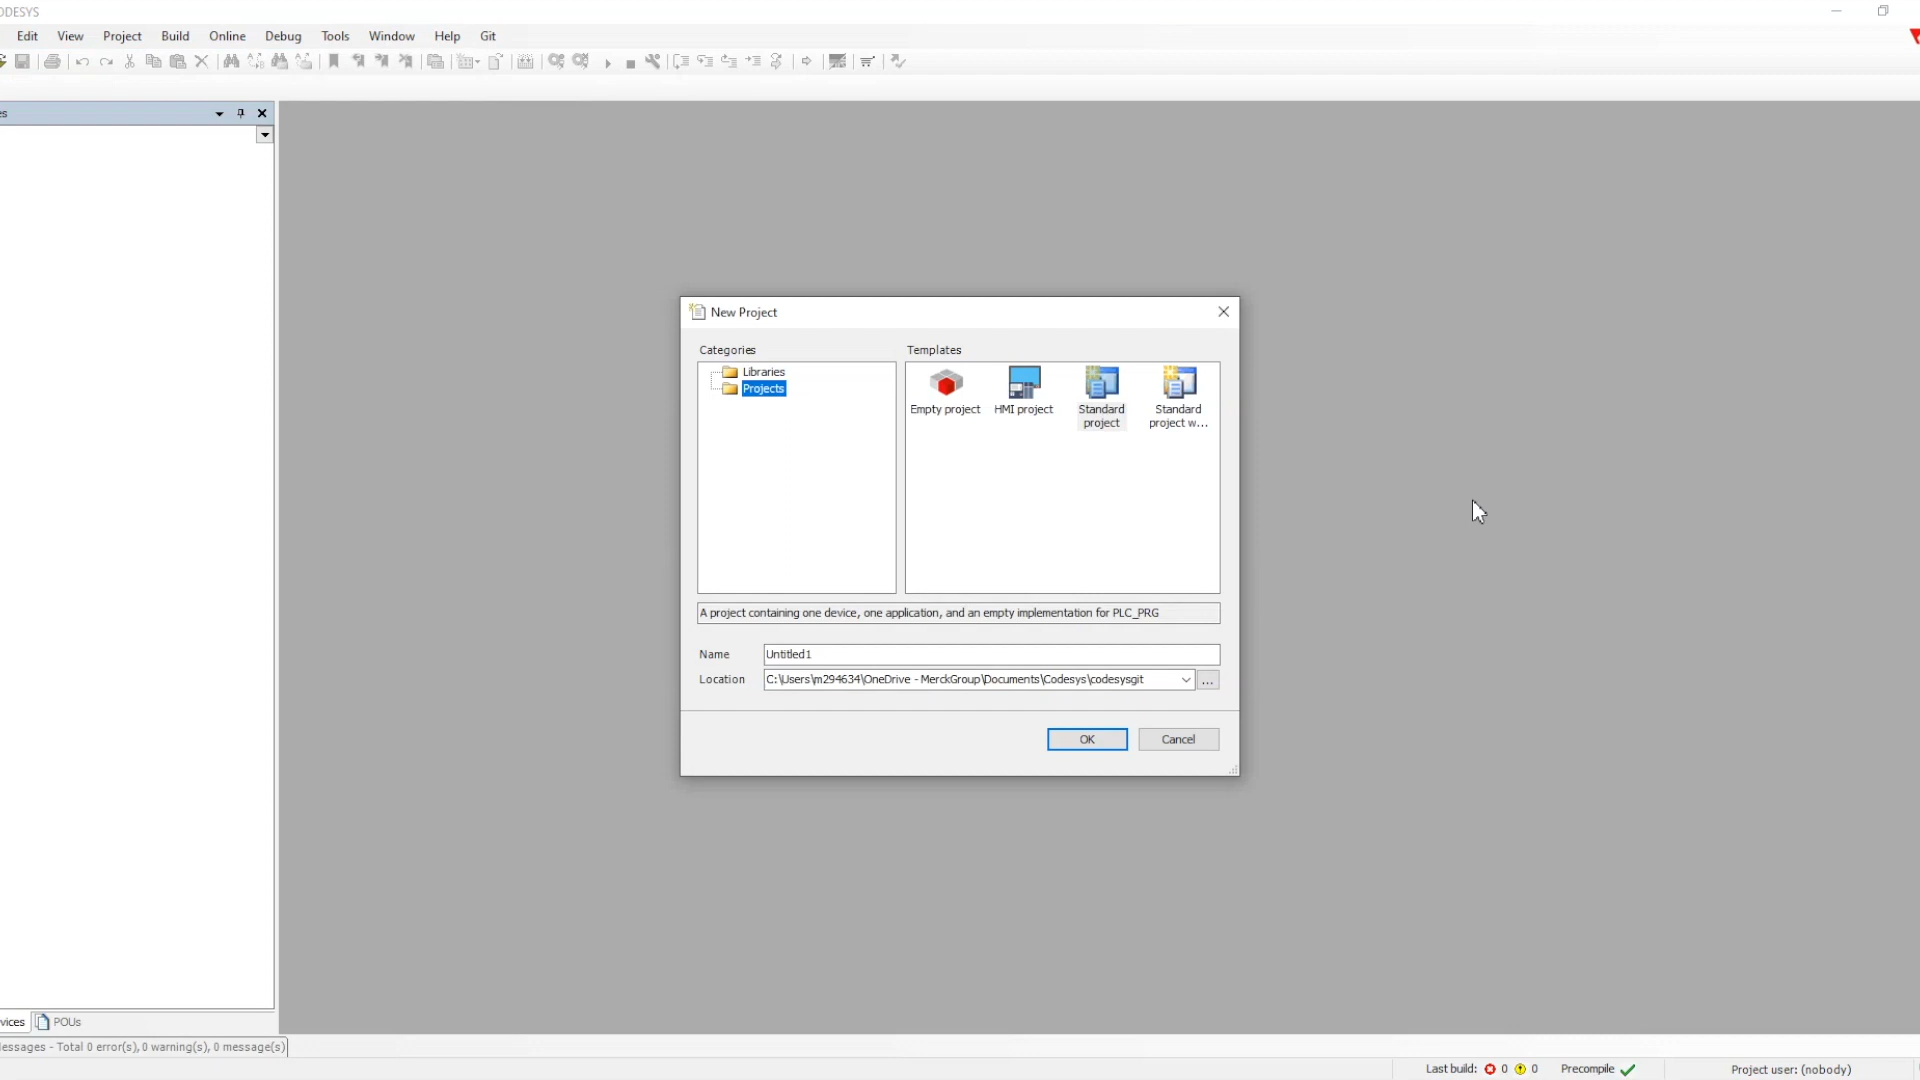 ODESYS
Edit View Project Build Online Debug Tools Window Help Git
es
New Project
Categories
Templates
Libraries
Projects
Empty project
HMI project
Standard
project
Standard
project w...
A project containing one device, one application, and an empty implementation for PLC_PRG
Name Untitled1
Location C:\Users\m294634\OneDrive - MerckGroup\Documents\Codesys\codesysgit ...
OK Cancel
vices POUs
lessages - Total 0 error(s), 0 warning(s), 0 message(s)
Last build: 0 0 Precompile Project user: (nobody)